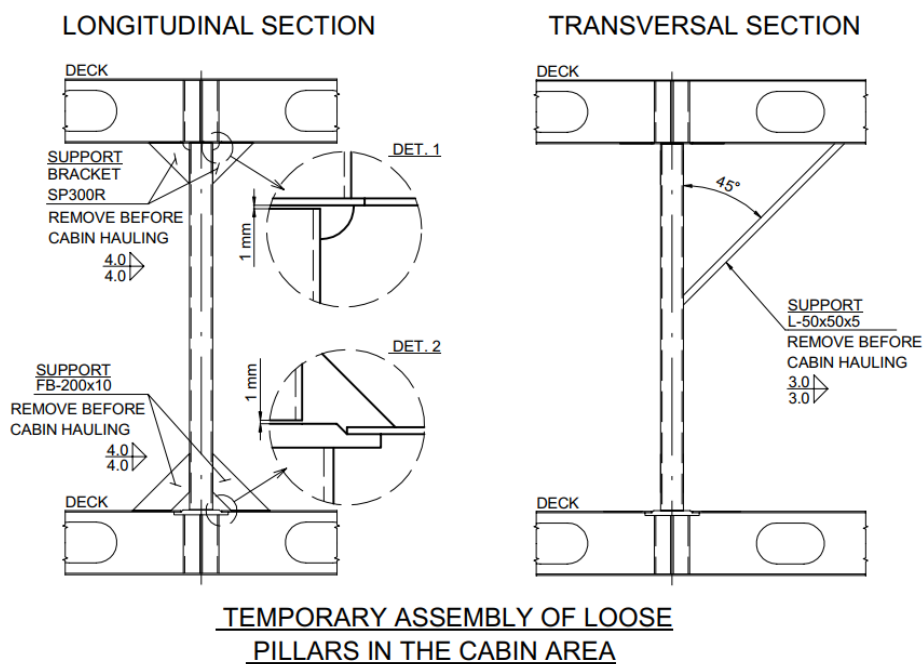 LONGITUDINAL SECTION
TRANSVERSAL SECTION
DECK
SUPPORT
BRACKET
SP300R
REMOVE BEFORE
CABIN HAULING
4.0
4.0
DET. 1
1 mm
SUPPORT
FB-200x10
REMOVE BEFORE
CABIN HAULING
4.0
4.0
DET. 2
1 mm
DECK
DECK
45°
SUPPORT
L-50x50x5
REMOVE BEFORE
CABIN HAULING
3.0
3.0
DECK
TEMPORARY ASSEMBLY OF LOOSE
PILLARS IN THE CABIN AREA